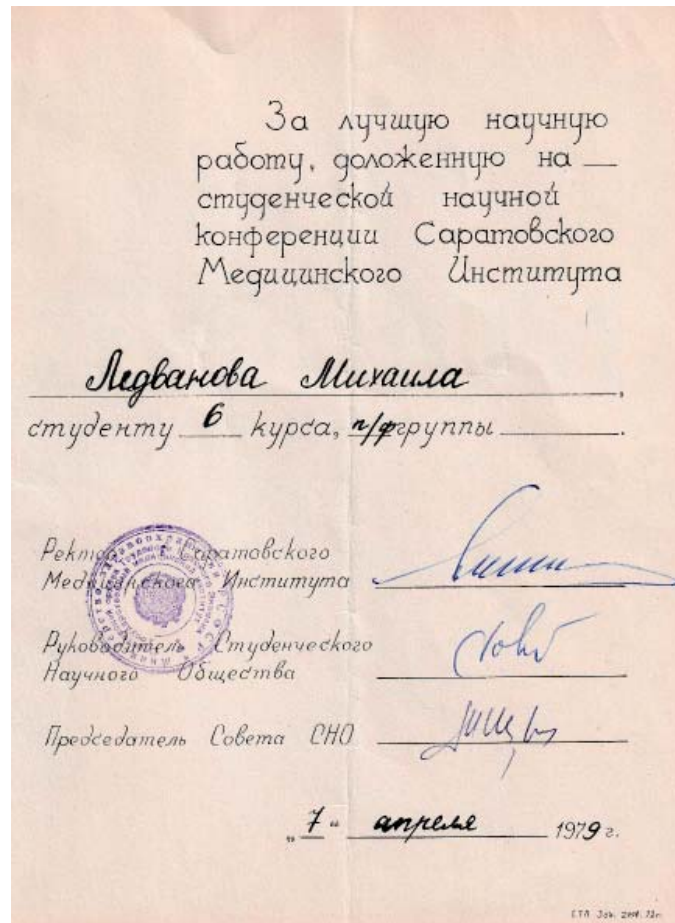 За лучшую научную
работу, доложенную на
студенческой научной
конференции Саратовского
Медицинского Института
Ледванова Михаила,
студенту 6 курса, п/ф группы .
Ректор Саратовского
Медицинского Института
Руководитель Студенческого
Научного Общества
Председатель Совета СНО
„7“ апреля 1979 г.